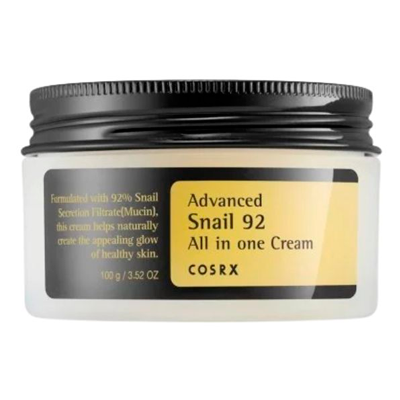 Formulated with 92% Snail
Secretion Filtrate[Mucin],
this cream helps naturally
create the appealing glow
of healthy skin.
100 g / 3.52 OZ
Advanced
Snail 92
All in one Cream
COSRX